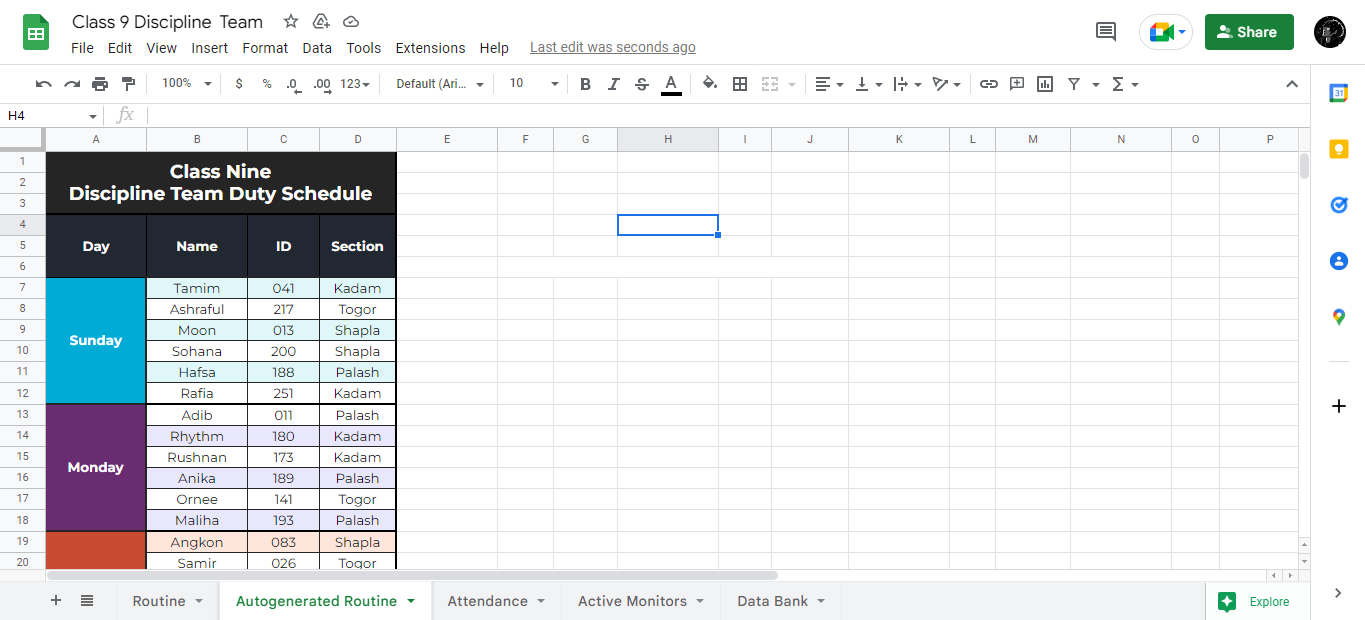 Class 9 Discipline Team
File Edit View Insert Format Data Tools Extensions Help Last edit was seconds ago
Share
100% $ % .0 .00 123 Default (Ari... 10 B I S A
31
H4 fx
A B C D E F G H I J K L M N O P
1 Class Nine
2 Discipline Team Duty Schedule
3
4
5 Day Name ID Section
6
7 Tamim 041 Kadam
8 Ashraful 217 Togor
9 Moon 013 Shapla
Sunday
10 Sohana 200 Shapla
11 Hafsa 188 Palash
12 Rafia 251 Kadam
13 Adib 011 Palash
14 Rhythm 180 Kadam
15 Rushnan 173 Kadam
Monday
16 Anika 189 Palash
17 Ornee 141 Togor
18 Maliha 193 Palash
19 Angkon 083 Shapla
20 Samir 026 Togor
Routine Autogenerated Routine Attendance Active Monitors Data Bank Explore